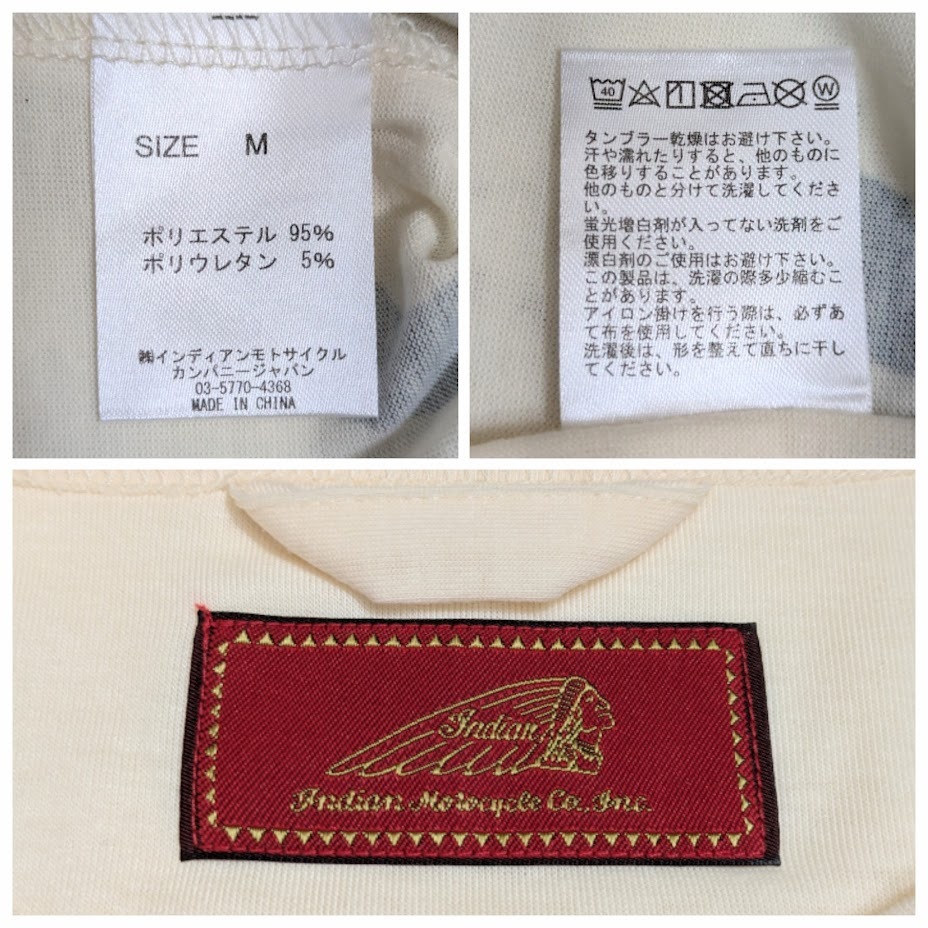 SIZE M
ポリエステル 95%
ポリウレタン 5%
㈱インディアンモトサイクル
カンパニージャパン
03-5770-4368
MADE IN CHINA
40
W
タンブラー乾燥はお避け下さい。
汗や濡れたりすると、他のものに
色移りすることがあります。
他のものと分けて洗濯してくださ
い。
蛍光増白剤が入ってない洗剤をご
使用ください。
漂白剤のご使用はお避け下さい。
この製品は、洗濯の際多少縮むこ
とがあります。
アイロン掛けを行う際は、必ずあ
て布を使用してください。
洗濯後は、形を整えて直ちに干し
てください。
Indian
Indian Motocycle Co., Inc.